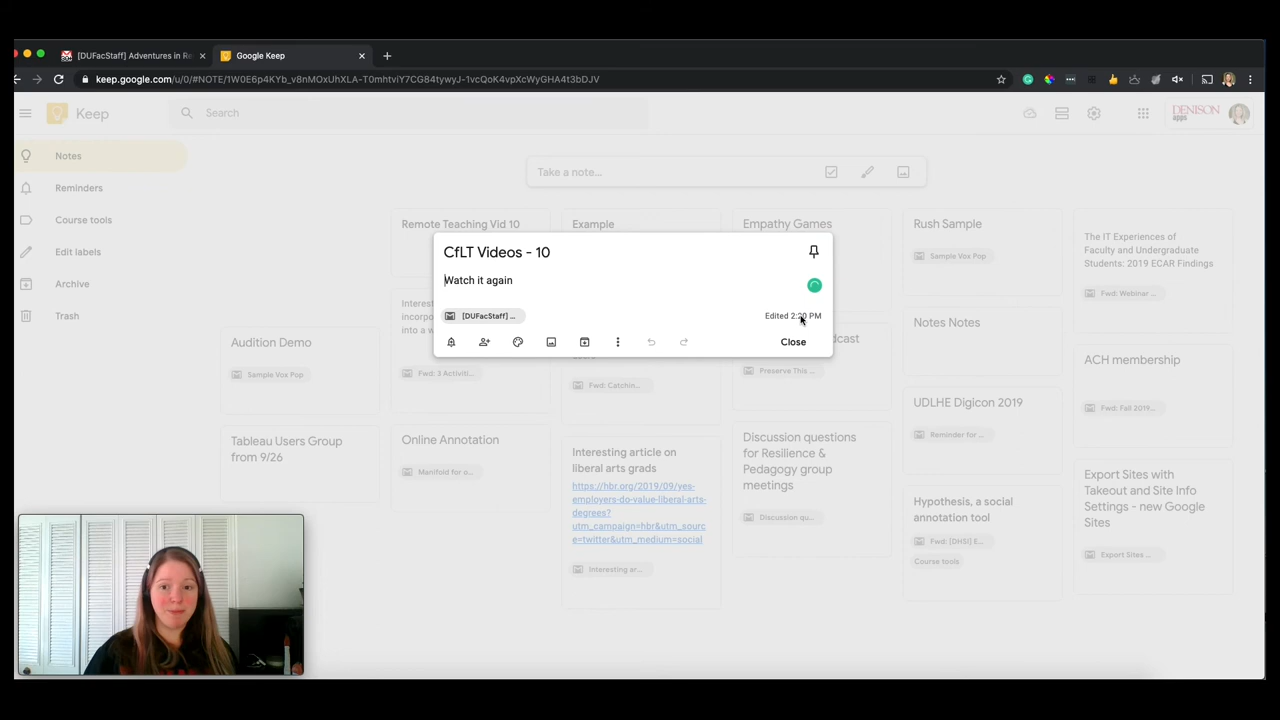 [DUFacStaff] Adventures in Re
Google Keep
keep.google.com/u/0/#NOTE/1W0E6p4KYb_v8nMOxUhXLA-T0mhtviY7CG84tywyJ-1vcQoK4vpXcWyGHA4t3bDJV
Keep
Search
DENISON
apps
Notes
Reminders
Course tools
Edit labels
Archive
Trash
Take a note...
CfLT Videos - 10
Watch it again
[DUFacStaff] ...
Edited 2:20 PM
Close
Audition Demo
Sample Vox Pop
Tableau Users Group
from 9/26
Remote Teaching Vid 10
Interest
incorpo
into a w
Fwd: 3 Activiti...
Online Annotation
Manifold for o...
Example
Fwd: Catchin...
Interesting article on
liberal arts grads
https://hbr.org/2019/09/yes-
employers-do-value-liberal-arts-
degrees?
utm_campaign=hbr&utm_sourc
e=twitter&utm_medium=social
Interesting ar...
Empathy Games
dcast
Preserve This ...
Discussion questions
for Resilience &
Pedagogy group
meetings
Discussion qu...
Rush Sample
Sample Vox Pop
Notes Notes
UDLHE Digicon 2019
Reminder for ...
Hypothesis, a social
annotation tool
Fwd: [DHSI] E...
Course tools
The IT Experiences of
Faculty and Undergraduate
Students: 2019 ECAR Findings
Fwd: Webinar ...
ACH membership
Fwd: Fall 2019...
Export Sites with
Takeout and Site Info
Settings - new Google
Sites
Export Sites ...